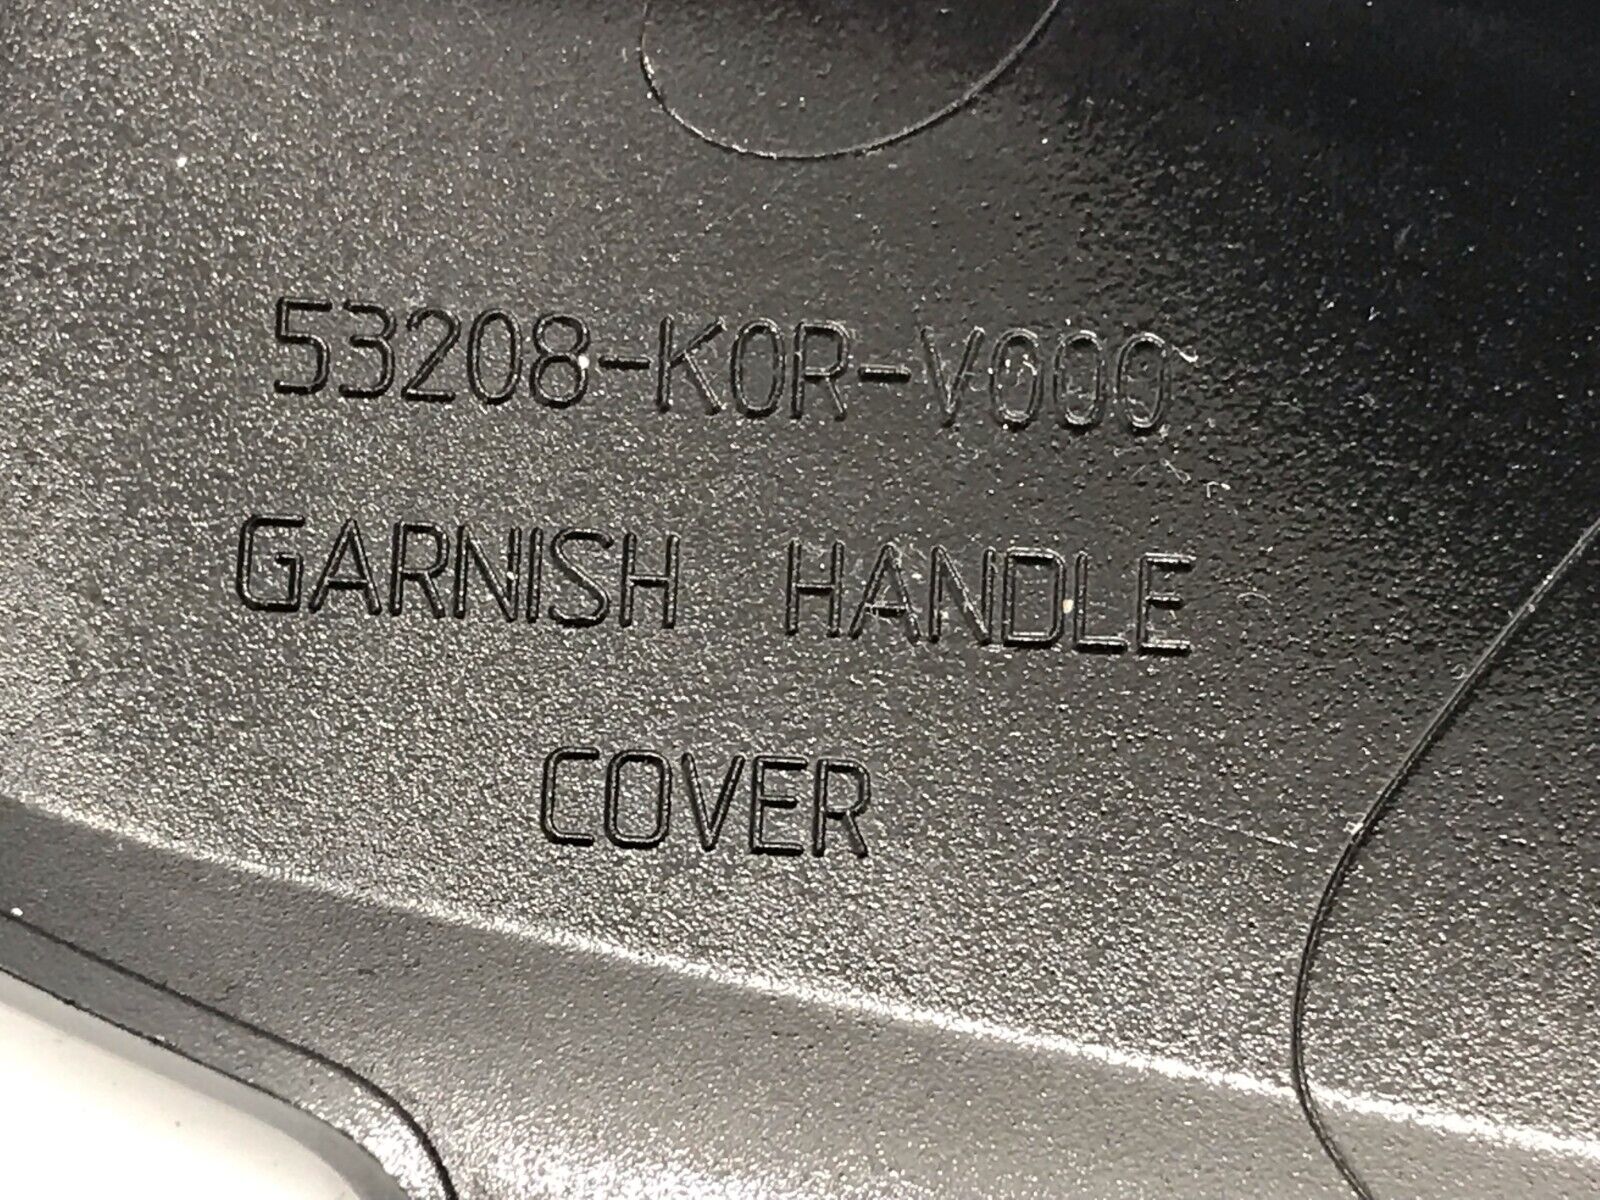 53208-K0R-V000
GARNISH HANDLE
COVER